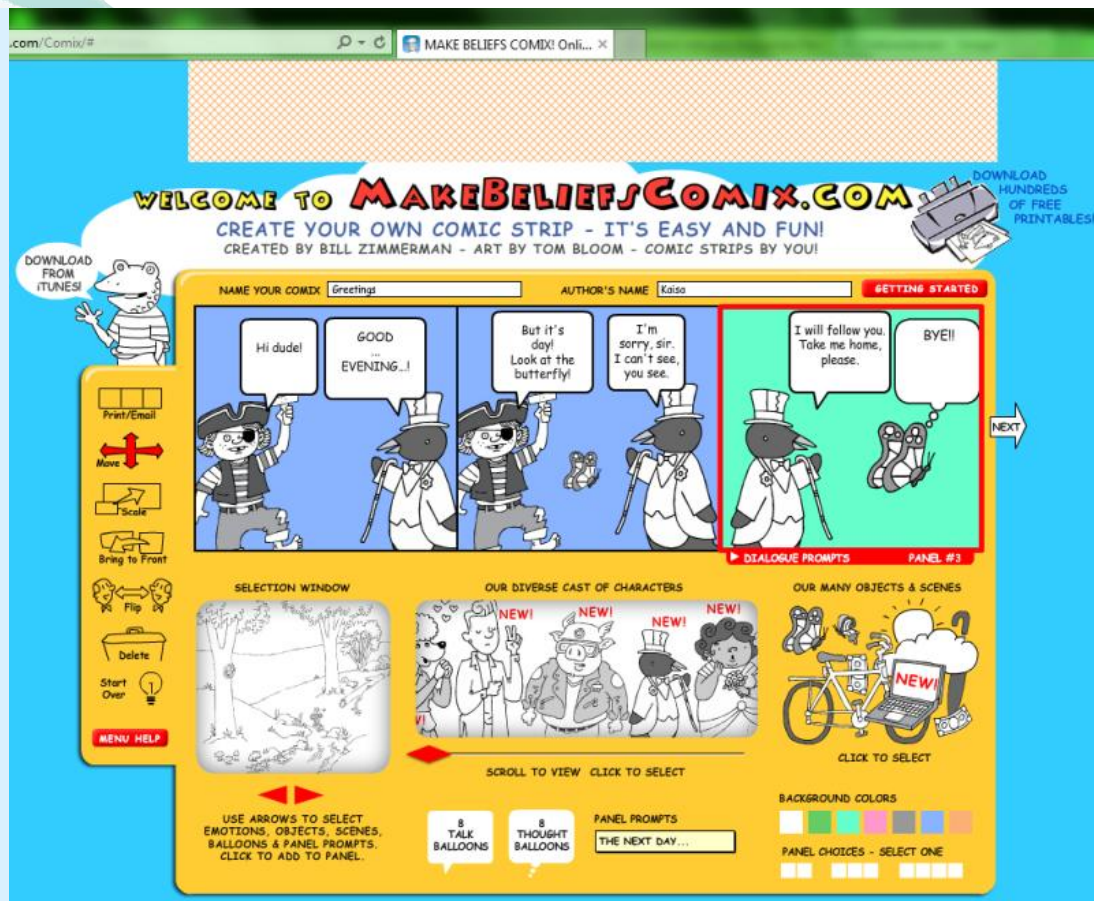 .com/Comix/#
MAKE BELIEFS COMIX! Onli...
WELCOME TO MAKEBELIEFSCOMIX.COM
CREATE YOUR OWN COMIC STRIP - IT'S EASY AND FUN!
CREATED BY BILL ZIMMERMAN - ART BY TOM BLOOM - COMIC STRIPS BY YOU!
DOWNLOAD
HUNDREDS
OF FREE
PRINTABLES!
DOWNLOAD
FROM
iTUNES!
NAME YOUR COMIX Greetings AUTHOR'S NAME Kaisa GETTING STARTED
Hi dude!
GOOD
...
EVENING...!
But it's
day!
Look at the
butterfly!
I'm
sorry, sir.
I can't see,
you see.
I will follow you.
Take me home,
please.
BYE!!
NEXT
DIALOGUE PROMPTS PANEL #3
Print/Email
Move
Scale
Bring to Front
Flip
Delete
Start
Over
MENU HELP
SELECTION WINDOW
USE ARROWS TO SELECT
EMOTIONS, OBJECTS, SCENES,
BALLOONS & PANEL PROMPTS.
CLICK TO ADD TO PANEL.
OUR DIVERSE CAST OF CHARACTERS
NEW!
NEW!
NEW!
NEW!
SCROLL TO VIEW CLICK TO SELECT
8
TALK
BALLOONS
8
THOUGHT
BALLOONS
PANEL PROMPTS
THE NEXT DAY...
OUR MANY OBJECTS & SCENES
NEW!
CLICK TO SELECT
BACKGROUND COLORS
PANEL CHOICES - SELECT ONE